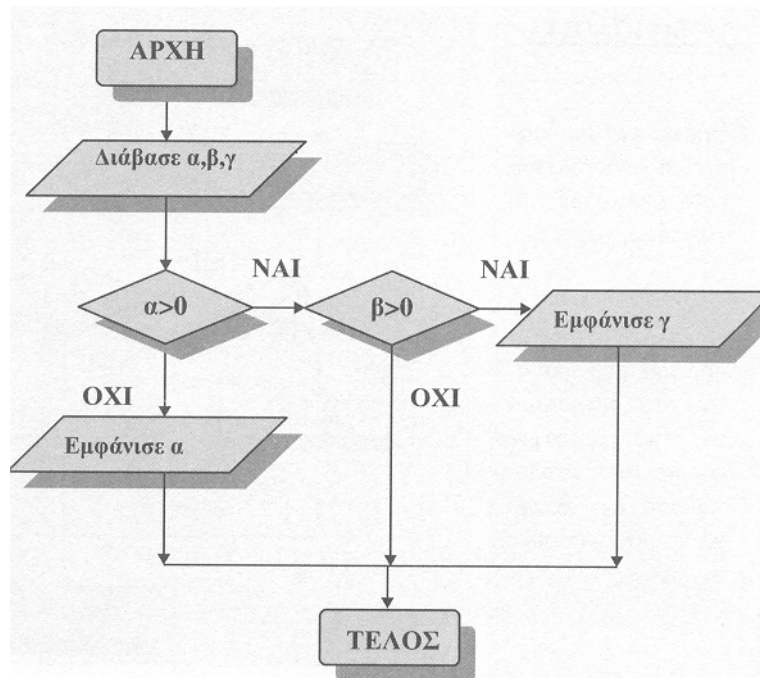 ΑΡΧΗ
Διάβασε α,β,γ
ΝΑΙ
ΝΑΙ
α>0
β>0
Εμφάνισε γ
ΟΧΙ
ΟΧΙ
Εμφάνισε α
ΤΕΛΟΣ